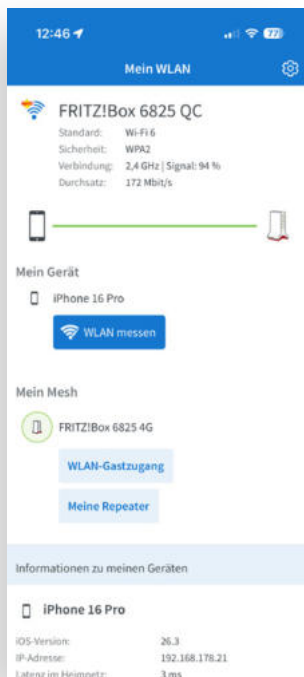 12:46
77
Mein WLAN
FRITZ!Box 6825 QC
Standard: Wi-Fi 6
Sicherheit: WPA2
Verbindung: 2,4 GHz | Signal: 94 %
Durchsatz: 172 Mbit/s
Mein Gerät
iPhone 16 Pro
WLAN messen
Mein Mesh
FRITZ!Box 6825 4G
WLAN-Gastzugang
Meine Repeater
Informationen zu meinen Geräten
iPhone 16 Pro
iOS-Version: 26.3
IP-Adresse: 192.168.178.21
Latenz im Heimnetz: 3 ms